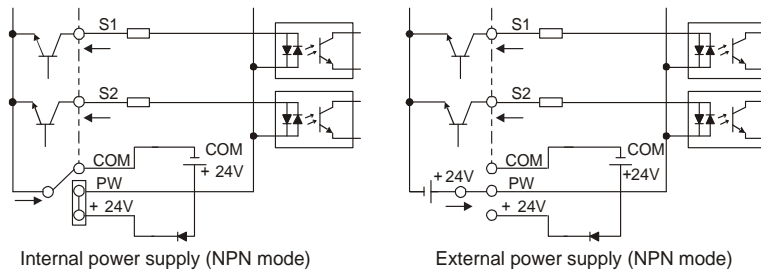 S1
S2
COM
COM
+ 24V
PW
+ 24V
Internal power supply (NPN mode)
S1
S2
COM
COM
+24V
+24V
PW
+ 24V
External power supply (NPN mode)